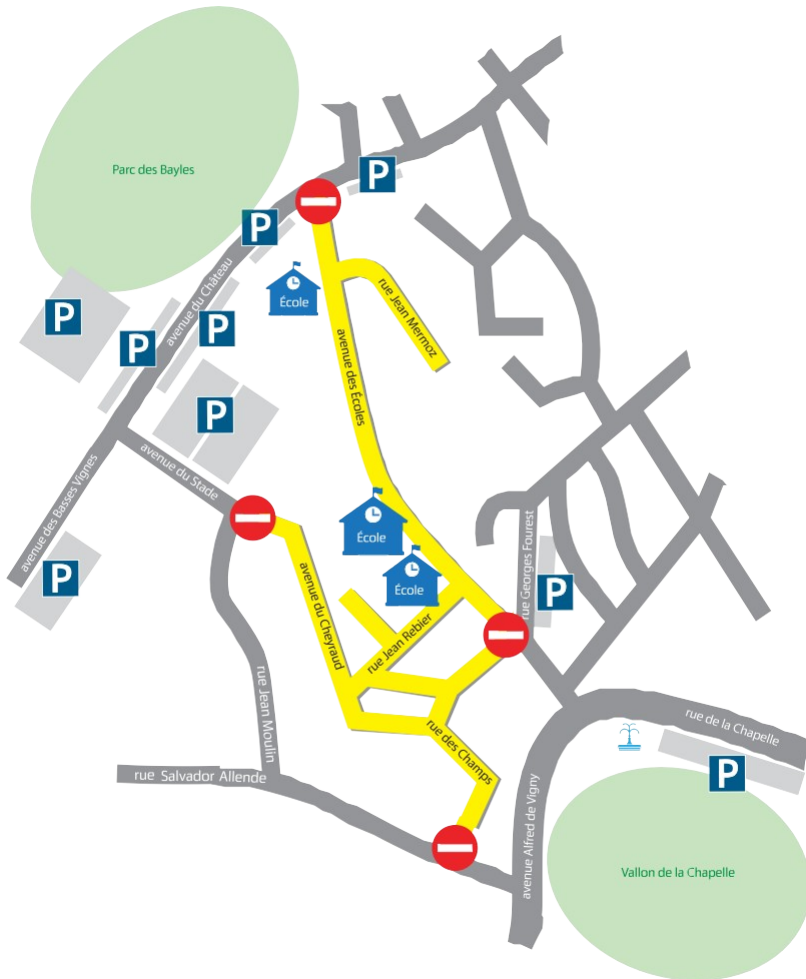 Parc des Bayles
P
P
avenue du Château
École
P
P
P
rue Jean Mermoz
avenue des Écoles
P
avenue du Stade
avenue des Basses Vignes
École
rue Georges Fourest
P
École
P
avenue du Cheyraud
rue Jean Rebier
rue Jean Moulin
rue des Champs
rue de la Chapelle
rue Salvador Allende
P
avenue Alfred de Vigny
Vallon de la Chapelle